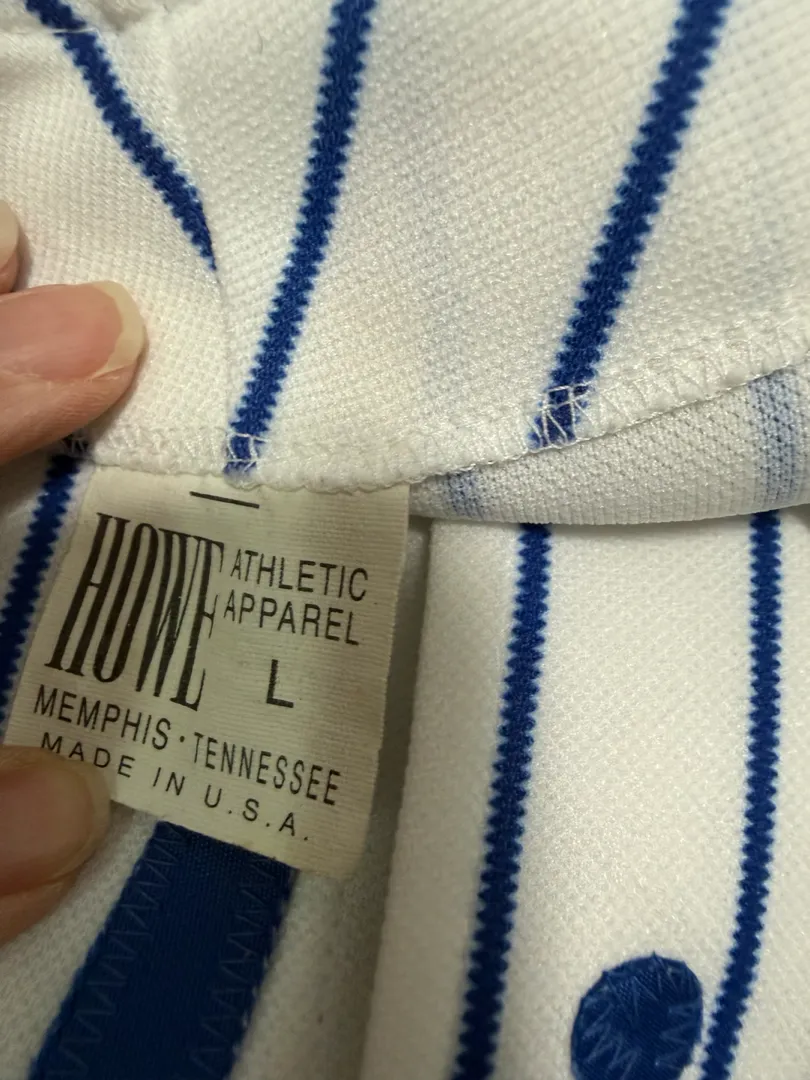 HOWE
ATHLETIC
APPAREL
L
MEMPHIS · TENNESSEE
MADE IN U.S.A.